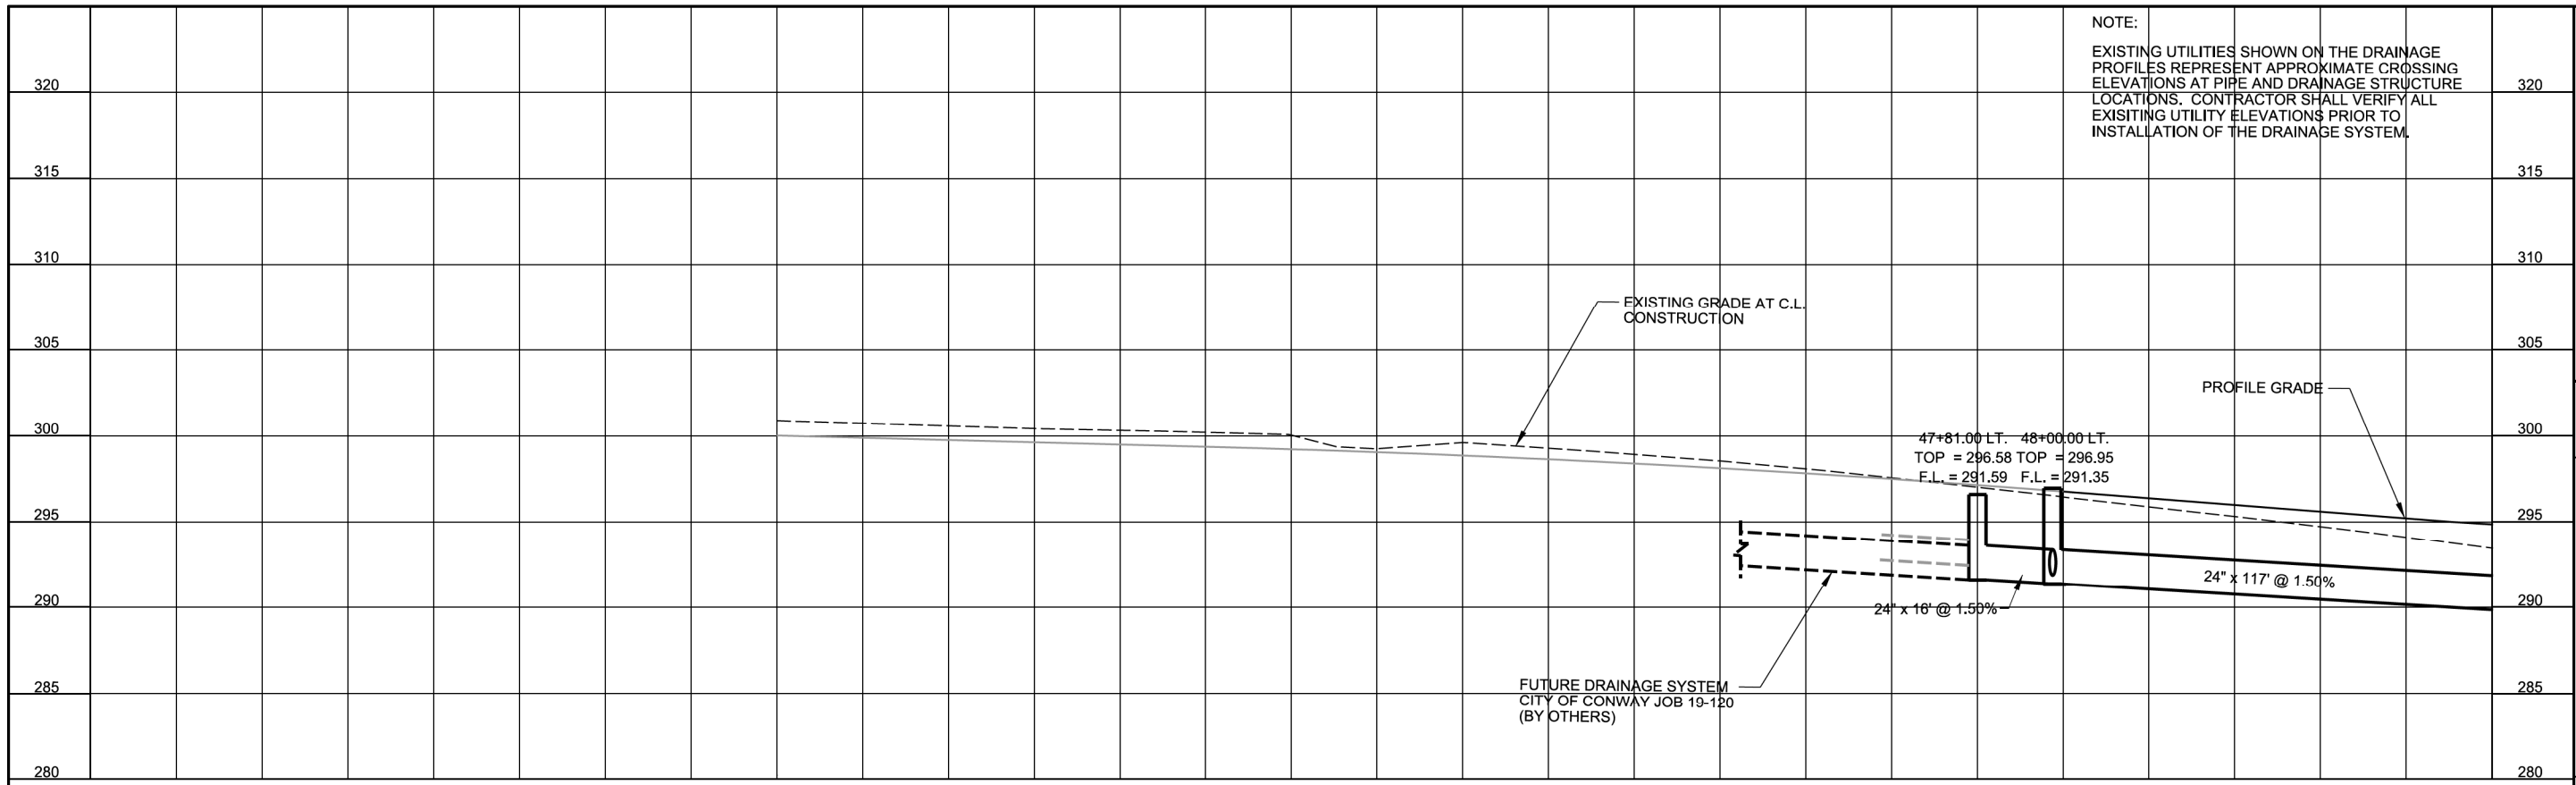 NOTE:
EXISTING UTILITIES SHOWN ON THE DRAINAGE
PROFILES REPRESENT APPROXIMATE CROSSING
ELEVATIONS AT PIPE AND DRAINAGE STRUCTURE
LOCATIONS. CONTRACTOR SHALL VERIFY ALL
EXISITING UTILITY ELEVATIONS PRIOR TO
INSTALLATION OF THE DRAINAGE SYSTEM.
320 320
315 315
310 310
EXISTING GRADE AT C.L.
CONSTRUCTION
305 305
PROFILE GRADE
300 300
47+81.00 LT. 48+00.00 LT.
TOP = 296.58 TOP = 296.95
F.L. = 291.59 F.L. = 291.35
295 295
24" x 117' @ 1.50%
290 290
24" x 16' @ 1.50%
285 285
FUTURE DRAINAGE SYSTEM
CITY OF CONWAY JOB 19-120
(BY OTHERS)
280 280